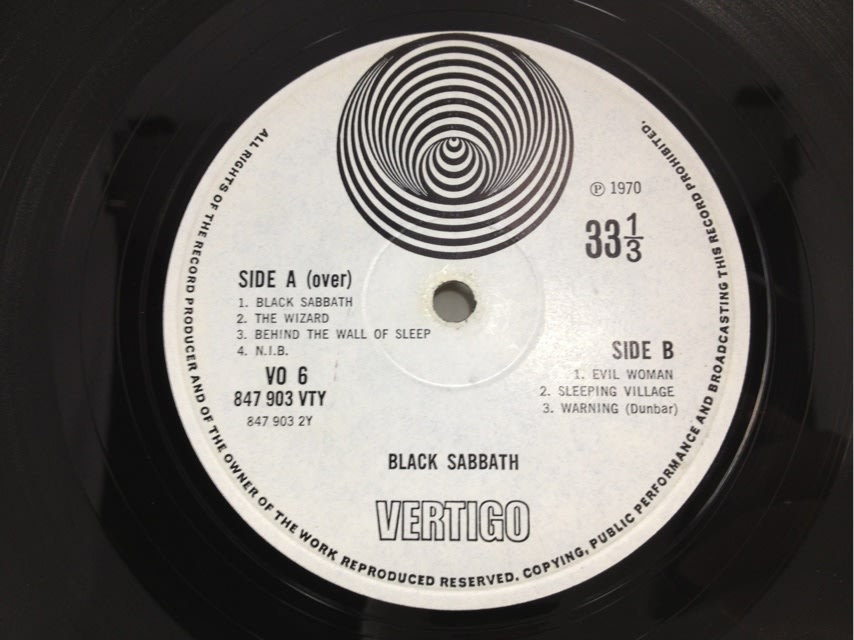 ALL RIGHTS OF THE RECORD PRODUCER AND OF THE OWNER OF THE WORK REPRODUCED RESERVED. COPYING, PUBLIC PERFORMANCE AND BROADCASTING THIS RECORD PROHIBITED.
℗ 1970
33 1/3
SIDE A (over)
1. BLACK SABBATH
2. THE WIZARD
3. BEHIND THE WALL OF SLEEP
4. N.I.B.
VO 6
847 903 VTY
847 903 2Y
SIDE B
1. EVIL WOMAN
2. SLEEPING VILLAGE
3. WARNING (Dunbar)
BLACK SABBATH
VERTIGO